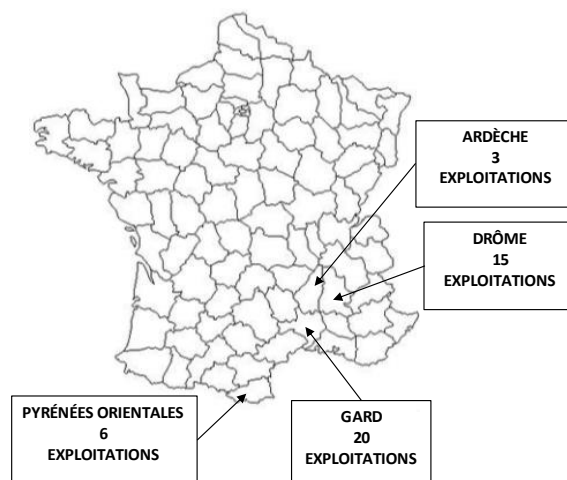 ARDÈCHE
3
EXPLOITATIONS
DRÔME
15
EXPLOITATIONS
PYRÉNÉES ORIENTALES
6
EXPLOITATIONS
GARD
20
EXPLOITATIONS